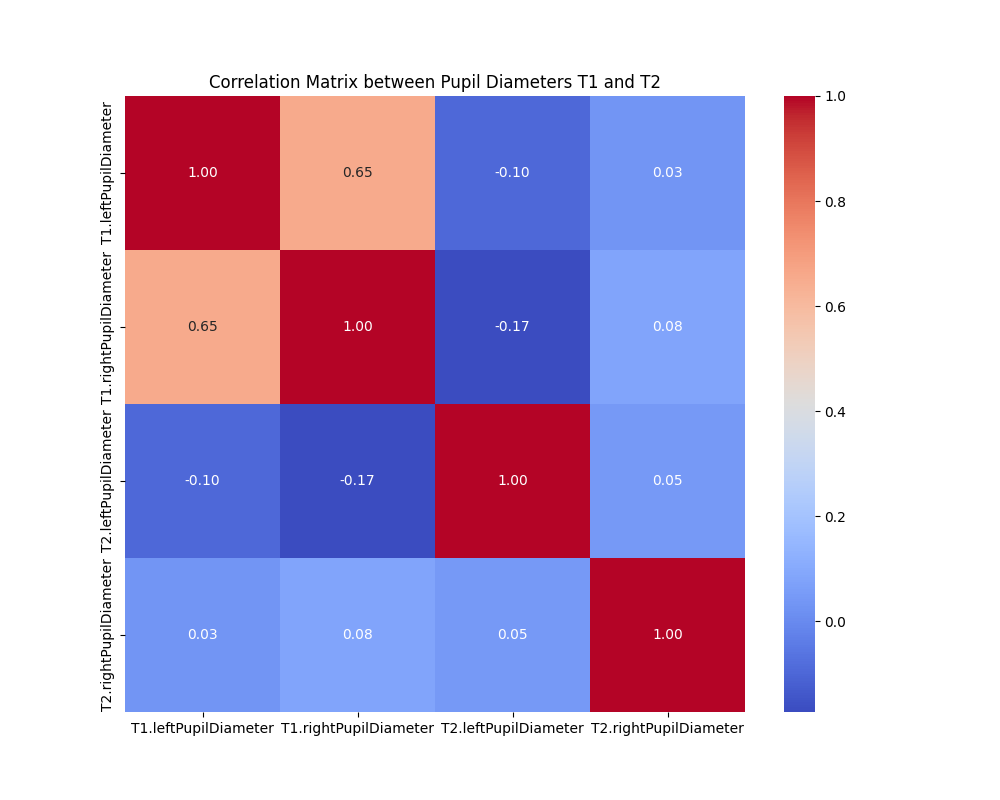 Correlation Matrix between Pupil Diameters T1 and T2
T1.leftPupilDiameter
1.00
0.65
-0.10
0.03
T1.rightPupilDiameter
0.65
1.00
-0.17
0.08
T2.leftPupilDiameter
-0.10
-0.17
1.00
0.05
T2.rightPupilDiameter
0.03
0.08
0.05
1.00
T1.leftPupilDiameter
T1.rightPupilDiameter
T2.leftPupilDiameter
T2.rightPupilDiameter
1.0
0.8
0.6
0.4
0.2
0.0